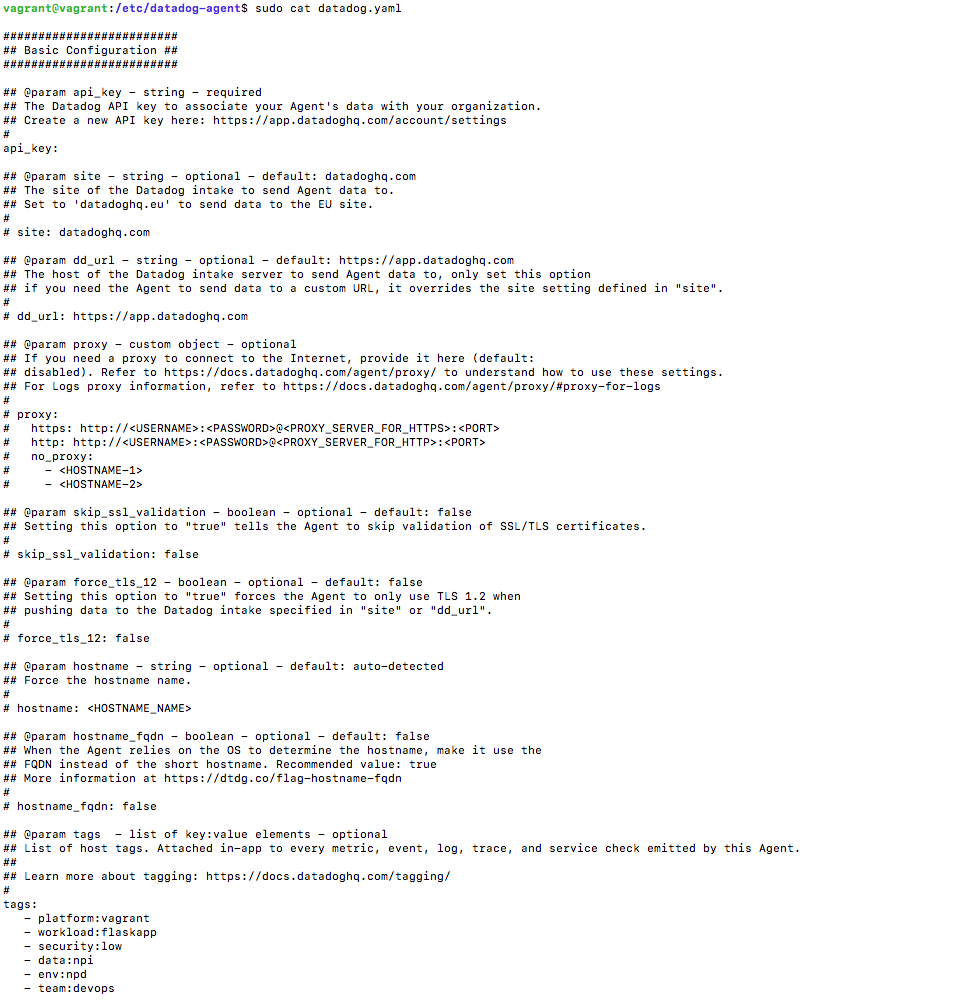 vagrant@vagrant:/etc/datadog-agent$ sudo cat datadog.yaml
#########################
## Basic Configuration ##
#########################
## @param api_key - string - required
## The Datadog API key to associate your Agent's data with your organization.
## Create a new API key here: https://app.datadoghq.com/account/settings
#
api_key:
## @param site - string - optional - default: datadoghq.com
## The site of the Datadog intake to send Agent data to.
## Set to 'datadoghq.eu' to send data to the EU site.
#
# site: datadoghq.com
## @param dd_url - string - optional - default: https://app.datadoghq.com
## The host of the Datadog intake server to send Agent data to, only set this option
## if you need the Agent to send data to a custom URL, it overrides the site setting defined in "site".
#
# dd_url: https://app.datadoghq.com
## @param proxy - custom object - optional
## If you need a proxy to connect to the Internet, provide it here (default:
## disabled). Refer to https://docs.datadoghq.com/agent/proxy/ to understand how to use these settings.
## For Logs proxy information, refer to https://docs.datadoghq.com/agent/proxy/#proxy-for-logs
#
# proxy:
#   https: http://<USERNAME>:<PASSWORD>@<PROXY_SERVER_FOR_HTTPS>:<PORT>
#   http: http://<USERNAME>:<PASSWORD>@<PROXY_SERVER_FOR_HTTP>:<PORT>
#   no_proxy:
#     - <HOSTNAME-1>
#     - <HOSTNAME-2>
## @param skip_ssl_validation - boolean - optional - default: false
## Setting this option to "true" tells the Agent to skip validation of SSL/TLS certificates.
#
# skip_ssl_validation: false
## @param force_tls_12 - boolean - optional - default: false
## Setting this option to "true" forces the Agent to only use TLS 1.2 when
## pushing data to the Datadog intake specified in "site" or "dd_url".
#
# force_tls_12: false
## @param hostname - string - optional - default: auto-detected
## Force the hostname name.
#
# hostname: <HOSTNAME_NAME>
## @param hostname_fqdn - boolean - optional - default: false
## When the Agent relies on the OS to determine the hostname, make it use the
## FQDN instead of the short hostname. Recommended value: true
## More information at https://dtdg.co/flag-hostname-fqdn
#
# hostname_fqdn: false
## @param tags  - list of key:value elements - optional
## List of host tags. Attached in-app to every metric, event, log, trace, and service check emitted by this Agent.
##
## Learn more about tagging: https://docs.datadoghq.com/tagging/
#
tags:
   - platform:vagrant
   - workload:flaskapp
   - security:low
   - data:npi
   - env:npd
   - team:devops